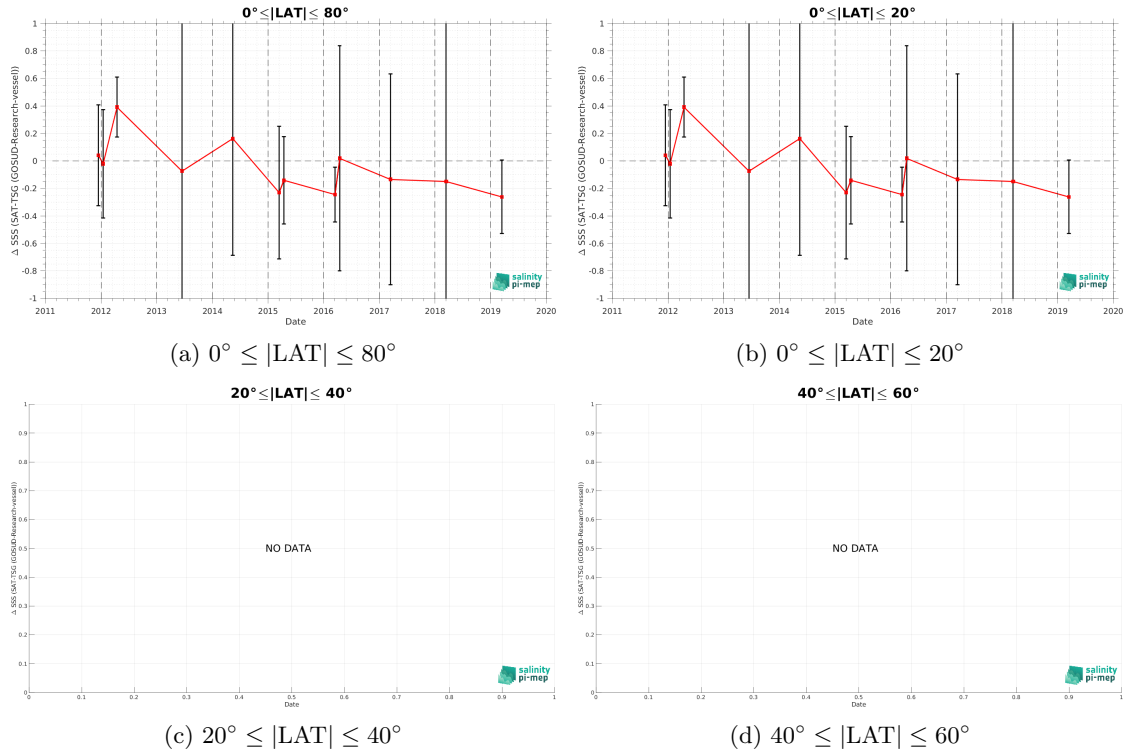 0°≤|LAT|≤ 80°
Δ SSS (SAT-TSG (GOSUD-Research-vessel))
1
0.8
0.6
0.4
0.2
0
-0.2
-0.4
-0.6
-0.8
-1
2011 2012 2013 2014 2015 2016 2017 2018 2019 2020
Date
salinity
pi-mep
(a) 0° ≤ |LAT| ≤ 80°
0°≤|LAT|≤ 20°
Δ SSS (SAT-TSG (GOSUD-Research-vessel))
1
0.8
0.6
0.4
0.2
0
-0.2
-0.4
-0.6
-0.8
-1
2011 2012 2013 2014 2015 2016 2017 2018 2019 2020
Date
salinity
pi-mep
(b) 0° ≤ |LAT| ≤ 20°
20°≤|LAT|≤ 40°
Δ SSS (SAT-TSG (GOSUD-Research-vessel))
1
0.9
0.8
0.7
0.6
0.5
0.4
0.3
0.2
0.1
0
NO DATA
0 0.1 0.2 0.3 0.4 0.5 0.6 0.7 0.8 0.9 1
Date
salinity
pi-mep
(c) 20° ≤ |LAT| ≤ 40°
40°≤|LAT|≤ 60°
Δ SSS (SAT-TSG (GOSUD-Research-vessel))
1
0.9
0.8
0.7
0.6
0.5
0.4
0.3
0.2
0.1
0
NO DATA
0 0.1 0.2 0.3 0.4 0.5 0.6 0.7 0.8 0.9 1
Date
salinity
pi-mep
(d) 40° ≤ |LAT| ≤ 60°